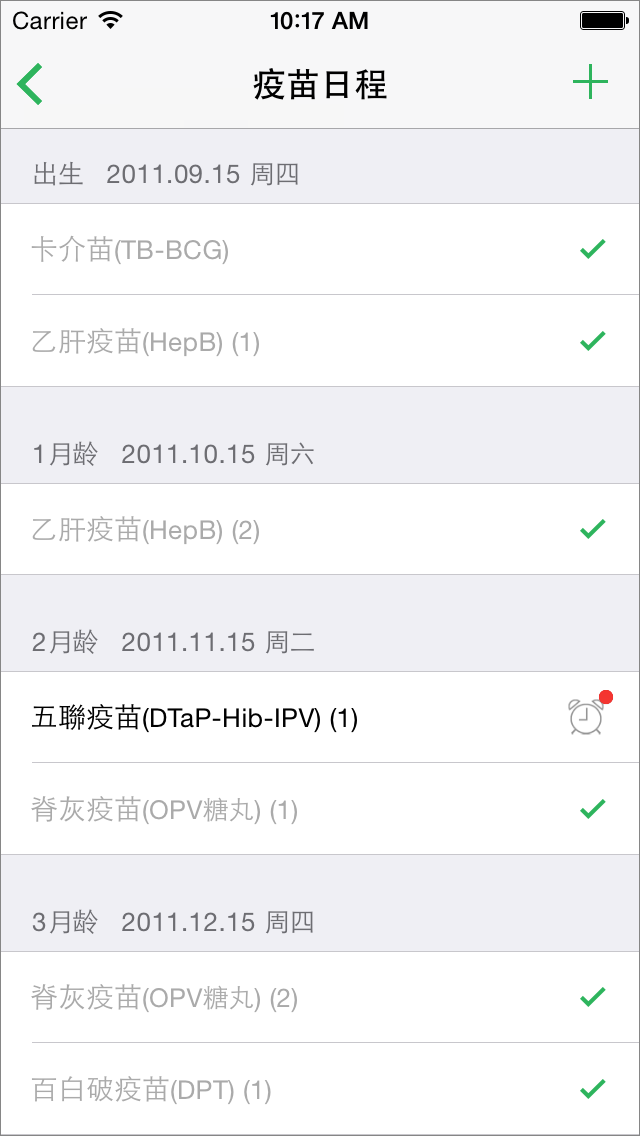 Carrier 10:17 AM
疫苗日程
出生 2011.09.15 周四
卡介苗(TB-BCG)
乙肝疫苗(HepB) (1)
1月龄 2011.10.15 周六
乙肝疫苗(HepB) (2)
2月龄 2011.11.15 周二
五聯疫苗(DTaP-Hib-IPV) (1)
脊灰疫苗(OPV糖丸) (1)
3月龄 2011.12.15 周四
脊灰疫苗(OPV糖丸) (2)
百白破疫苗(DPT) (1)